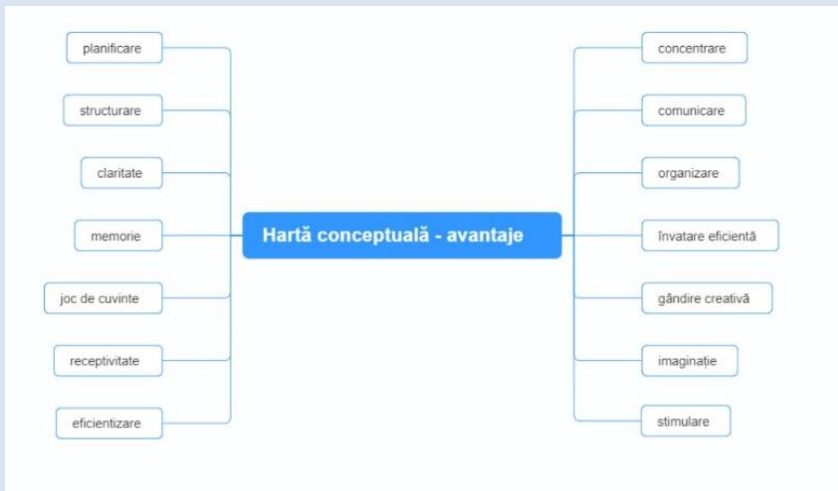 planificare
structurare
claritate
memorie
joc de cuvinte
receptivitate
eficientizare
Hartă conceptuală - avantaje
concentrare
comunicare
organizare
învatare eficientă
gândire creativă
imaginație
stimulare